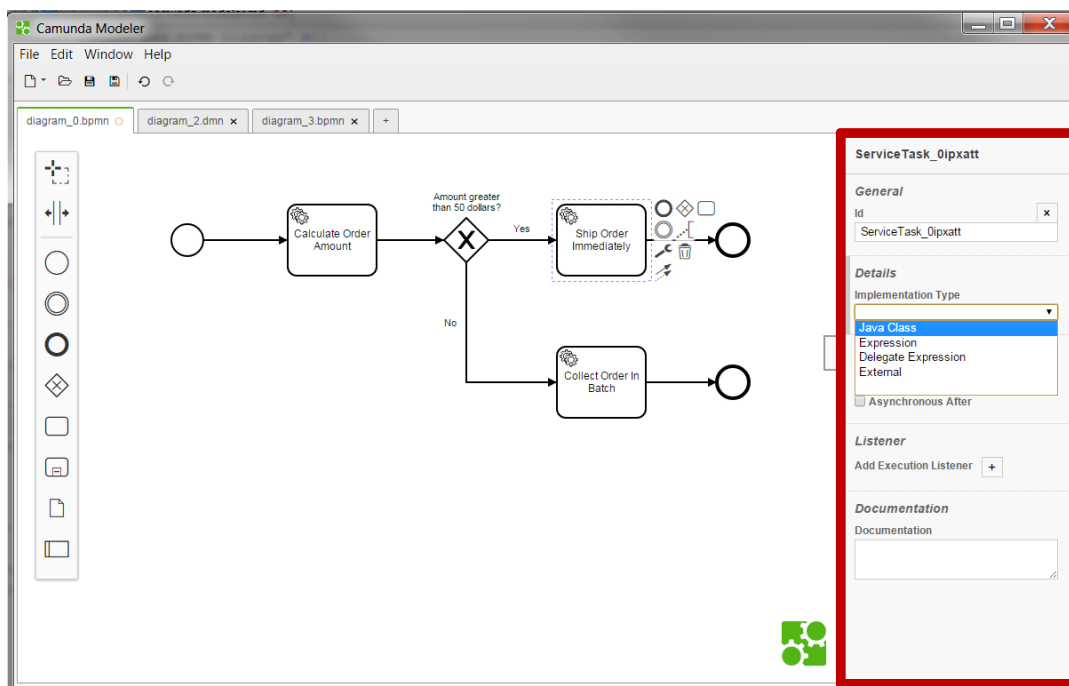 Camunda Modeler
File Edit Window Help
diagram_0.bpmn
diagram_2.dmn x
diagram_3.bpmn x
+
Amount greater
than 50 dollars?
Calculate Order
Amount
X
Yes
Ship Order
Immediately
No
Collect Order In
Batch
ServiceTask_0ipxatt
General
Id
x
ServiceTask_0ipxatt
Details
Implementation Type
Java Class
Expression
Delegate Expression
External
Asynchronous After
Listener
Add Execution Listener +
Documentation
Documentation